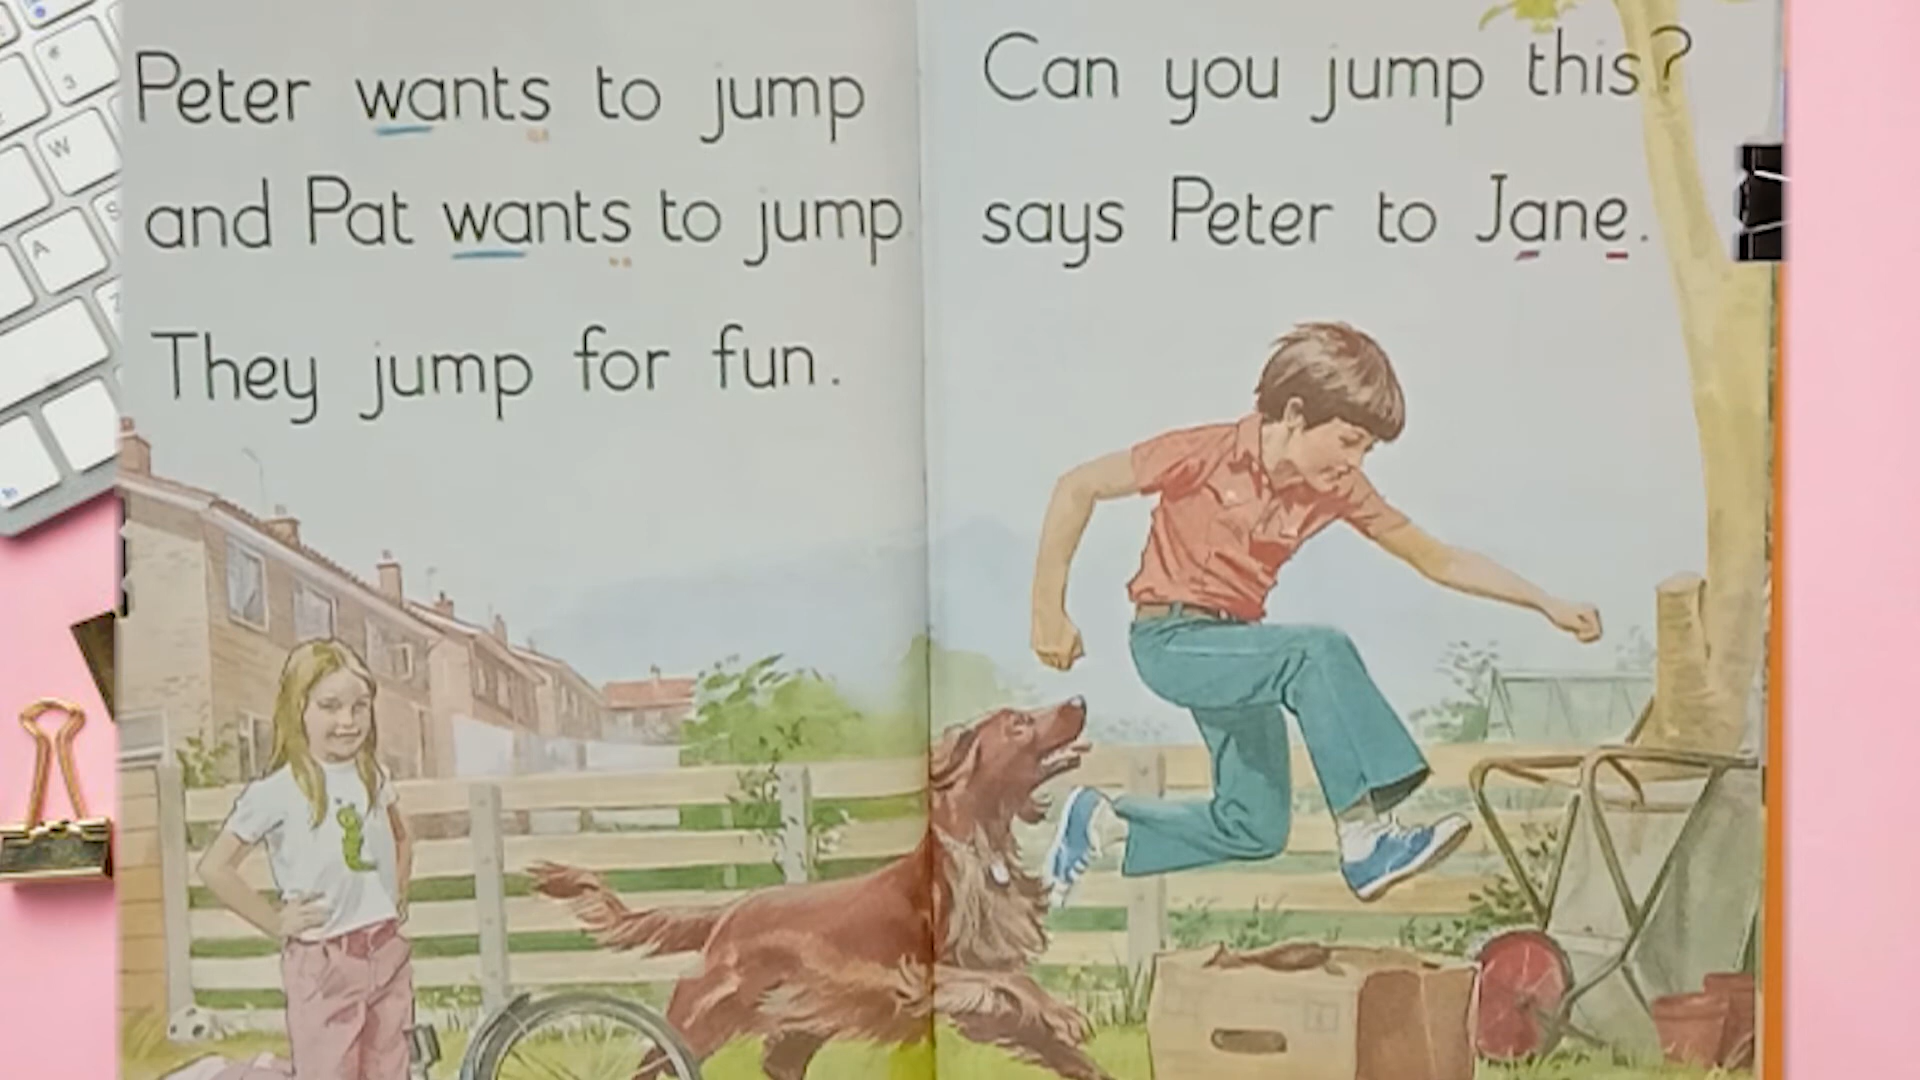 Peter wants to jump
and Pat wants to jump
They jump for fun.
Can you jump this?
says Peter to Jane.